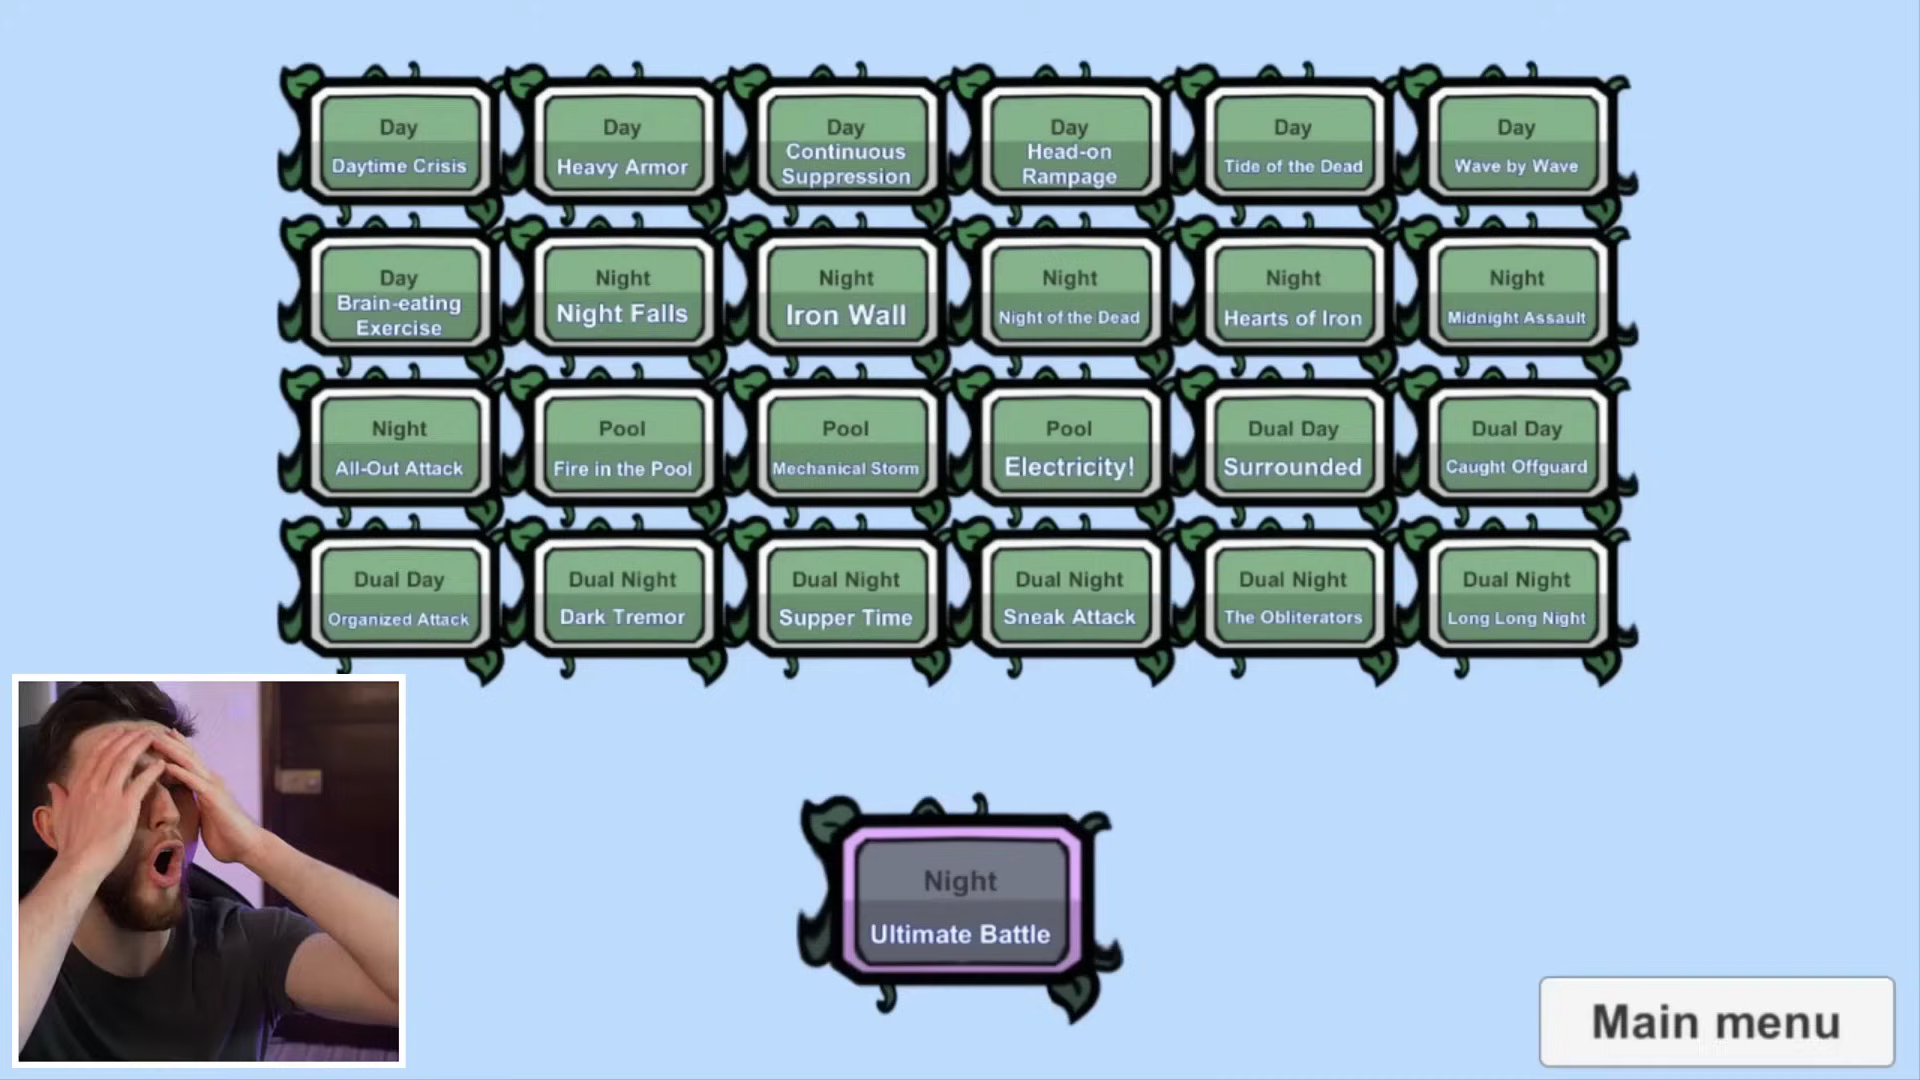 Day
Daytime Crisis
Day
Heavy Armor
Day
Continuous
Suppression
Day
Head-on
Rampage
Day
Tide of the Dead
Day
Wave by Wave
Day
Brain-eating
Exercise
Night
Night Falls
Night
Iron Wall
Night
Night of the Dead
Night
Hearts of Iron
Night
Midnight Assault
Night
All-Out Attack
Pool
Fire in the Pool
Pool
Mechanical Storm
Pool
Electricity!
Dual Day
Surrounded
Dual Day
Caught Offguard
Dual Day
Organized Attack
Dual Night
Dark Tremor
Dual Night
Supper Time
Dual Night
Sneak Attack
Dual Night
The Obliterators
Dual Night
Long Long Night
Night
Ultimate Battle
Main menu